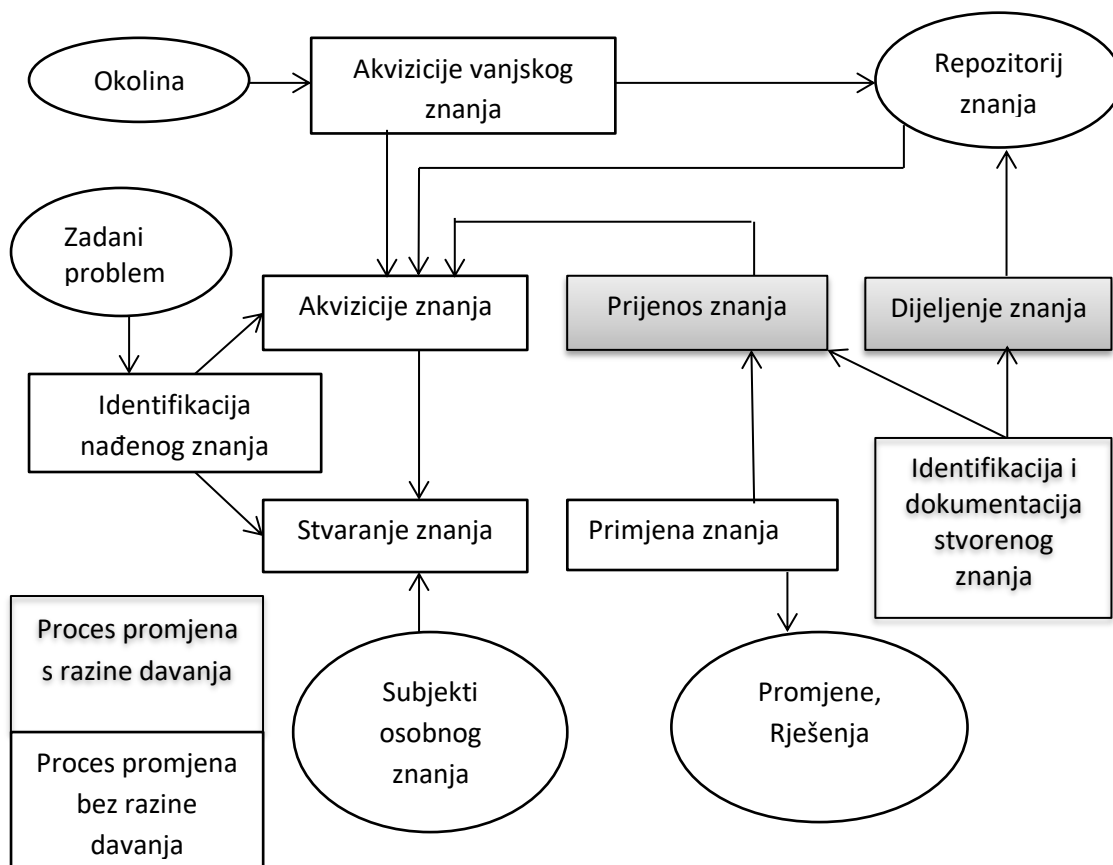 Okolina
Akvizicije vanjskog
znanja
Repozitorij
znanja
Zadani
problem
Akvizicije znanja
Prijenos znanja
Dijeljenje znanja
Identifikacija
nađenog znanja
Stvaranje znanja
Primjena znanja
Identifikacija i
dokumentacija
stvorenog
znanja
Proces promjena
s razine davanja
Subjekti
osobnog
znanja
Promjene,
Rješenja
Proces promjena
bez razine
davanja